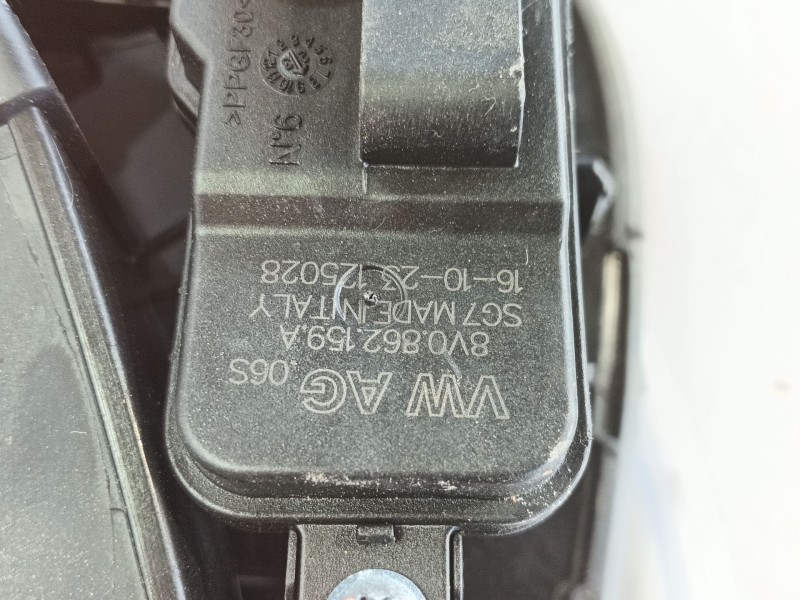 VW AG 06S
8V0.862.159.A
SG7 MADE IN ITALY
16-10-23 125028
>PPGF30<